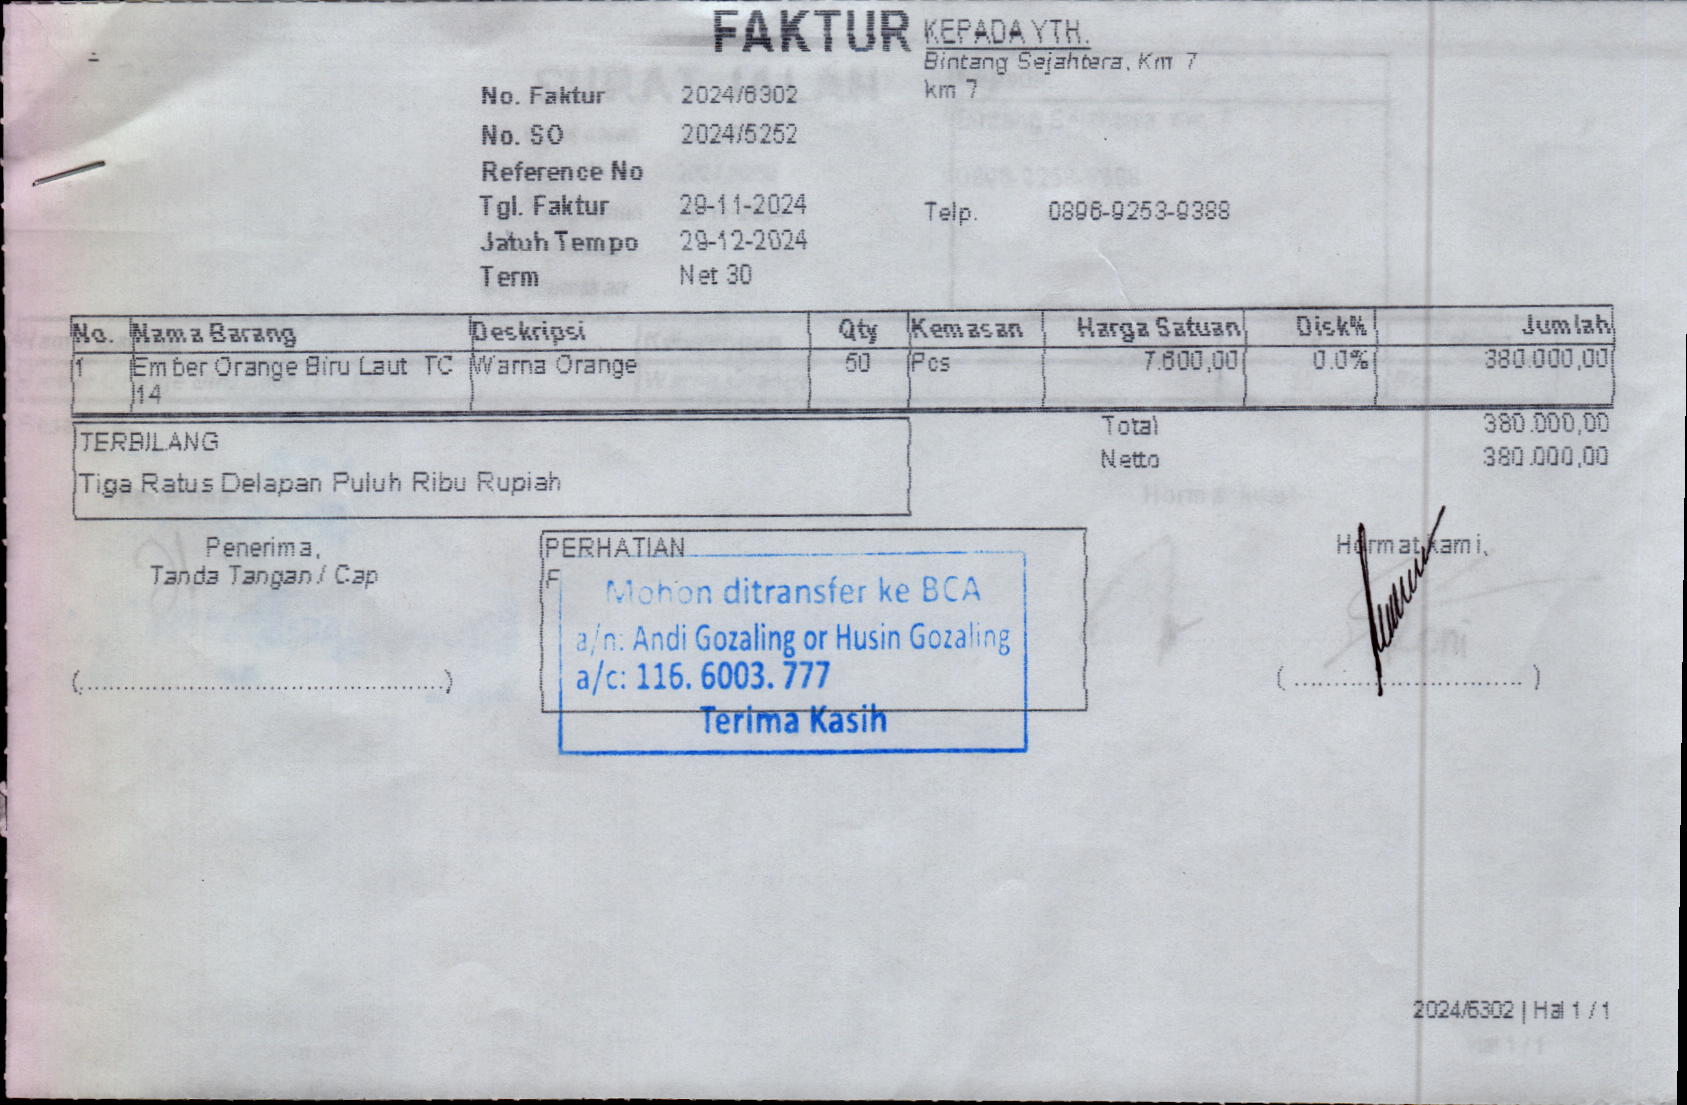 FAKTUR
KEPADA YTH.
Bintang Sejahtera, Km 7
km 7
No. Faktur 2024/6302
No. SO 2024/5252
Reference No
Tgl. Faktur 29-11-2024
Telp. 0896-9253-9388
Jatuh Tempo 29-12-2024
Term Net 30
No. Nama Barang Deskripsi Qty Kemasan Harga Satuan Disk% Jumlah
1 Ember Orange Biru Laut TC 14 Warna Orange 50 Pcs 7.600,00 0.0% 380.000,00
Total 380.000,00
Netto 380.000,00
TERBILANG
Tiga Ratus Delapan Puluh Ribu Rupiah
Penerima,
Tanda Tangan / Cap
(................................................)
PERHATIAN
Mohon ditransfer ke BCA
a/n: Andi Gozaling or Husin Gozaling
a/c: 116. 6003. 777
Terima Kasih
Hormat Kami,
(..............................)
2024/6302 | Hal 1 / 1